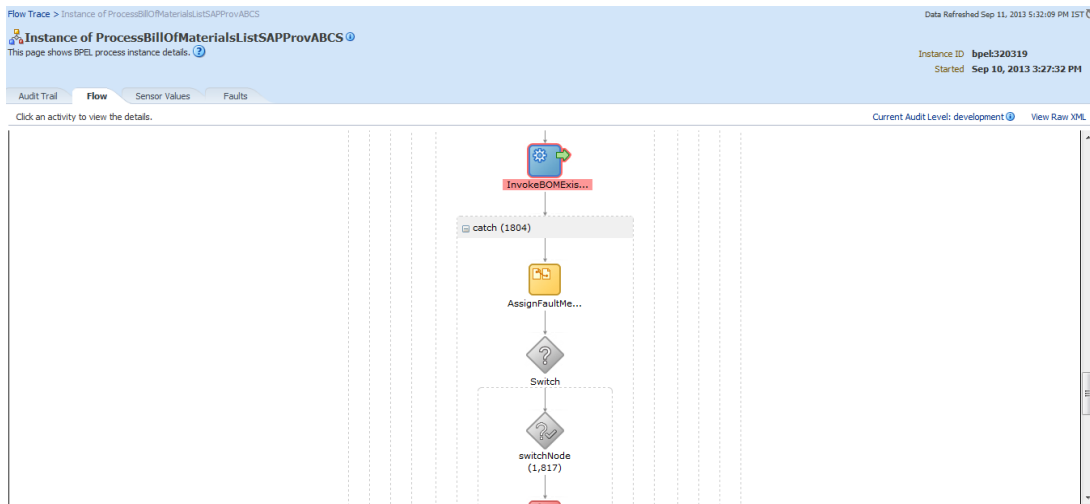 Flow Trace > Instance of ProcessBillOfMaterialsListSAPProvABCS
Data Refreshed Sep 11, 2013 5:32:09 PM IST
Instance of ProcessBillOfMaterialsListSAPProvABCS
This page shows BPEL process instance details.
Instance ID bpel:320319
Started Sep 10, 2013 3:27:32 PM
Audit Trail Flow Sensor Values Faults
Click an activity to view the details.
Current Audit Level: development View Raw XML
InvokeBOMExis...
catch (1804)
AssignFaultMe...
Switch
switchNode
(1,817)